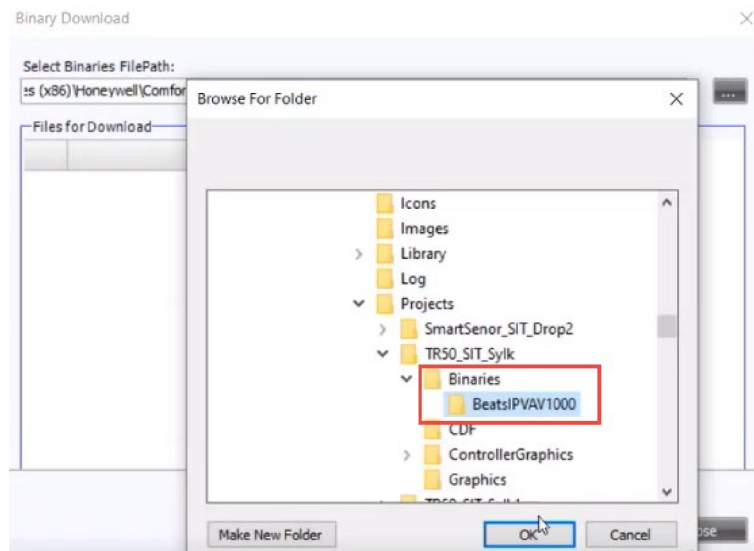 Binary Download
Select Binaries FilePath:
es (x86)\Honeywell\Comfor
...
Files for Download
Browse For Folder
Icons
Images
Library
Log
Projects
SmartSenor_SIT_Drop2
TR50_SIT_Sylk
Binaries
BeatsIPVAV1000
CDF
ControllerGraphics
Graphics
Make New Folder
OK
Cancel
ose